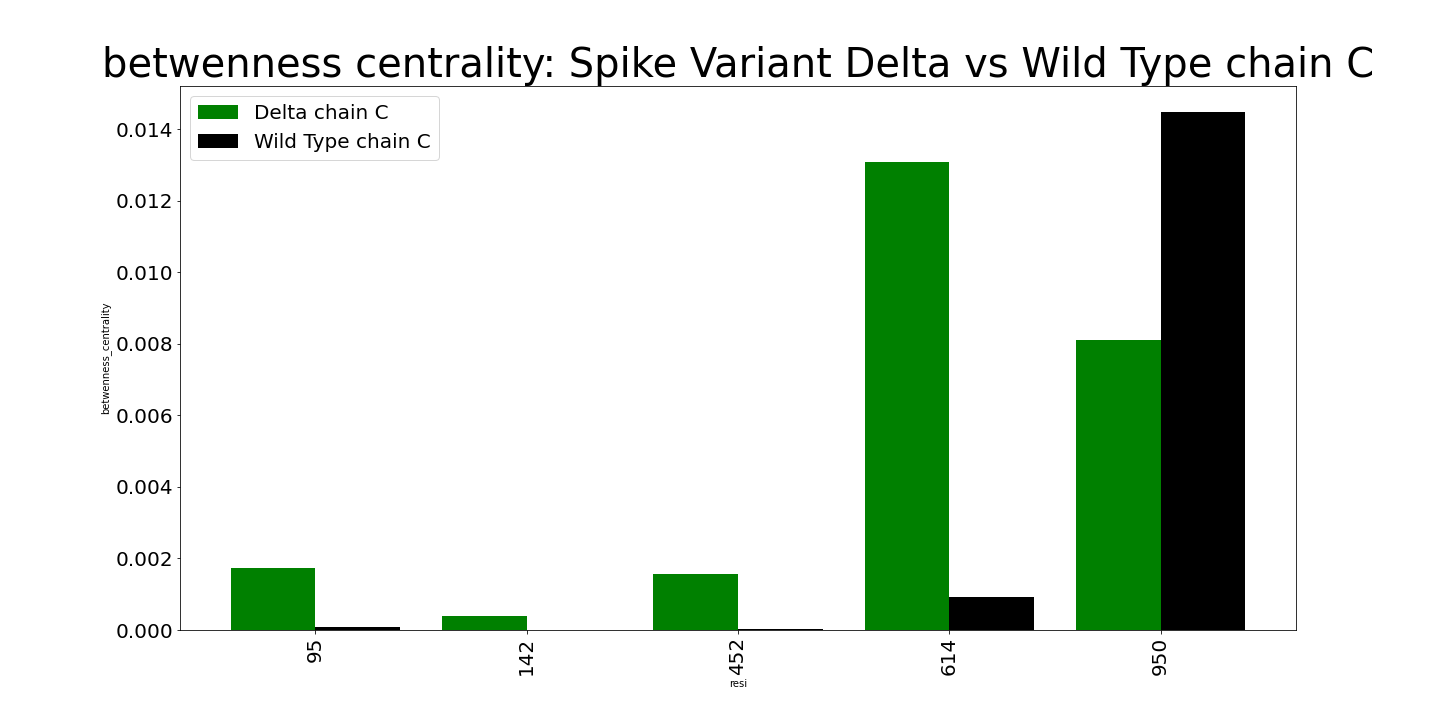 betwenness centrality: Spike Variant Delta vs Wild Type chain C
Delta chain C
Wild Type chain C
0.014
0.012
0.010
0.008
0.006
0.004
0.002
0.000
betwenness_centrality
95
142
452
614
950
resi